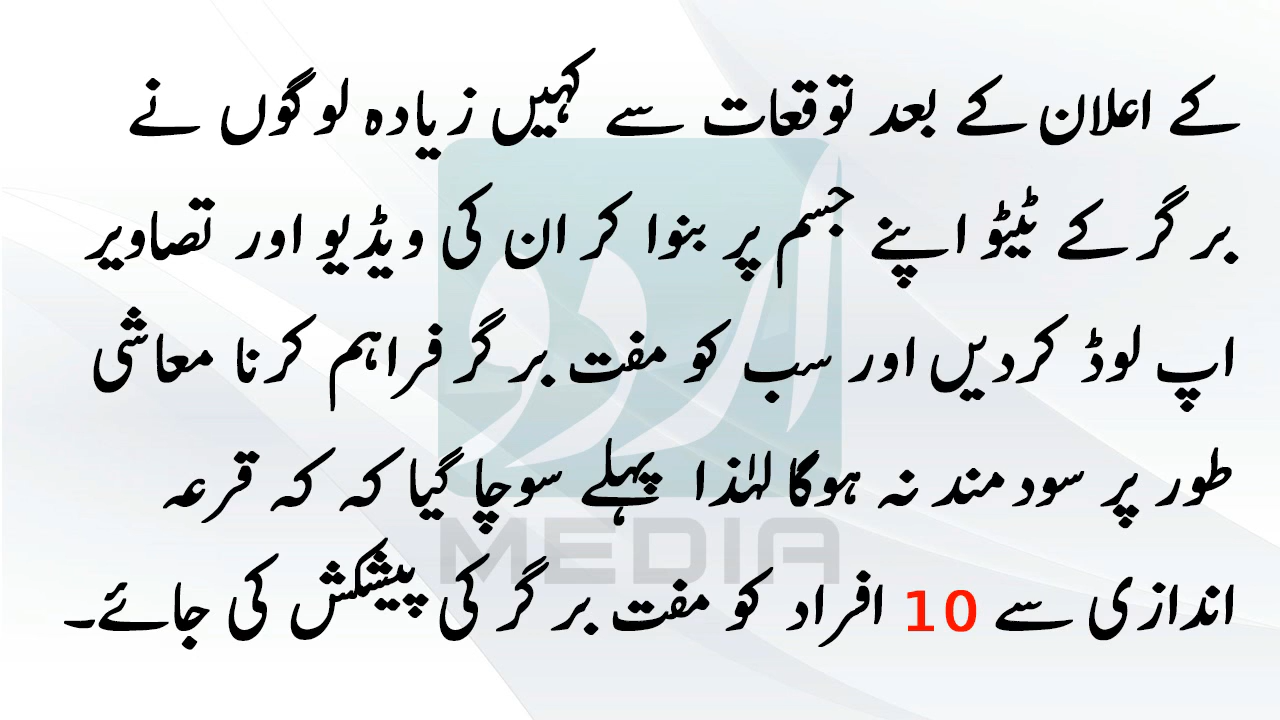 کے اعلان کے بعد توقعات سے کہیں زیادہ لوگوں نے
برگر کے ٹیٹو اپنے جسم پر بنوا کر ان کی ویڈیو اور تصاویر
اپ لوڈ کردیں اور سب کو مفت برگر فراہم کرنا معاشی
طور پر سود مند نہ ہوگا لہٰذا پہلے سوچا گیا کہ کہ قرعہ
اندازی سے 10 افراد کو مفت برگر کی پیشکش کی جائے۔
اردو
MEDIA